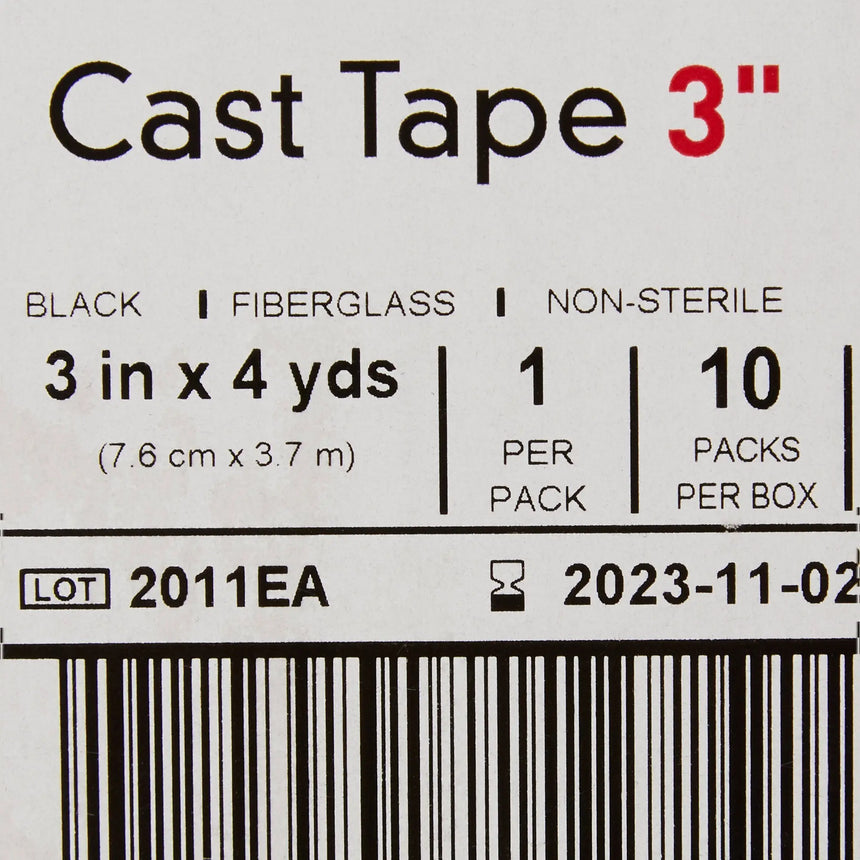 Cast Tape 3"
BLACK | FIBERGLASS | NON-STERILE
3 in x 4 yds
(7.6 cm x 3.7 m)
1
PER
PACK
10
PACKS
PER BOX
LOT 2011EA
2023-11-02